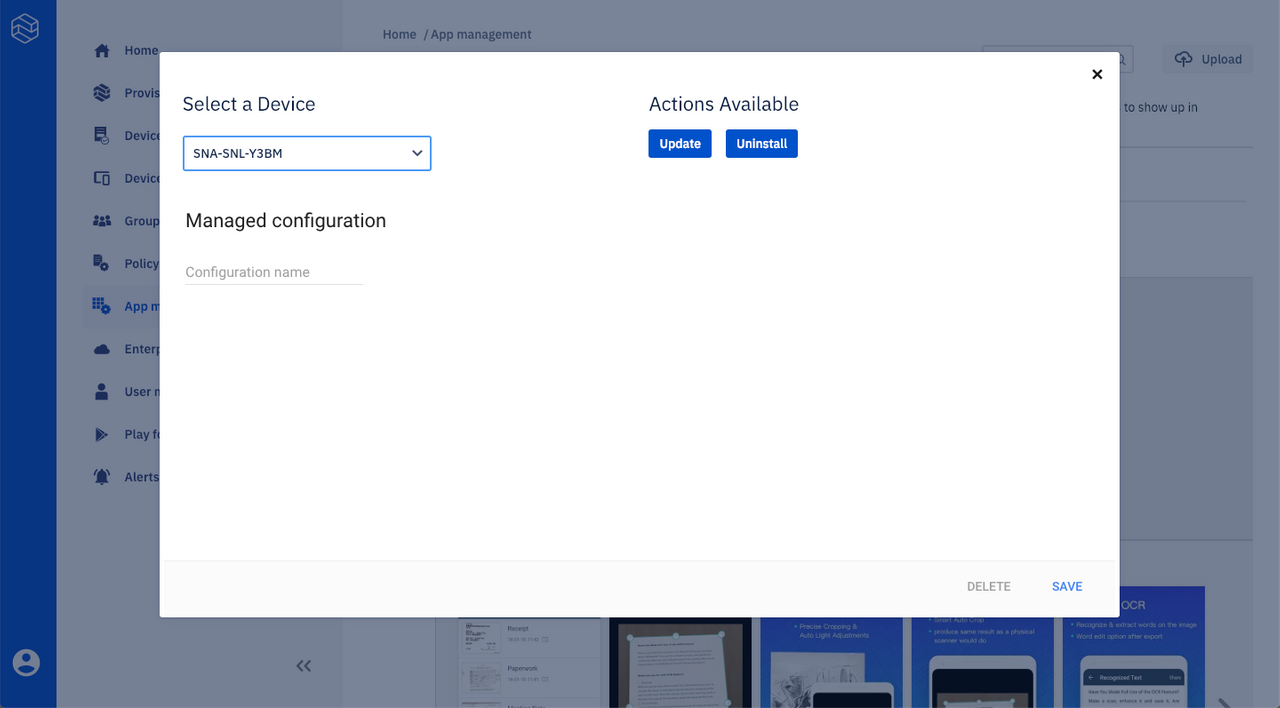 Home / App management
Home
Upload
Provis
Select a Device
Actions Available
to show up in
Device
SNA-SNL-Y3BM
Update
Uninstall
Device
Group
Managed configuration
Policy
Configuration name
App m
Enterp
User m
Play fo
Alerts
DELETE
SAVE
OCR
Receipt
Precise Cropping &
Auto Light Adjustments
Smart Auto Crop
produce same result as a physical
scanner would do
Recognize & extract words on the image
Word edit option after export
Paperwork
Recognized Text
Share